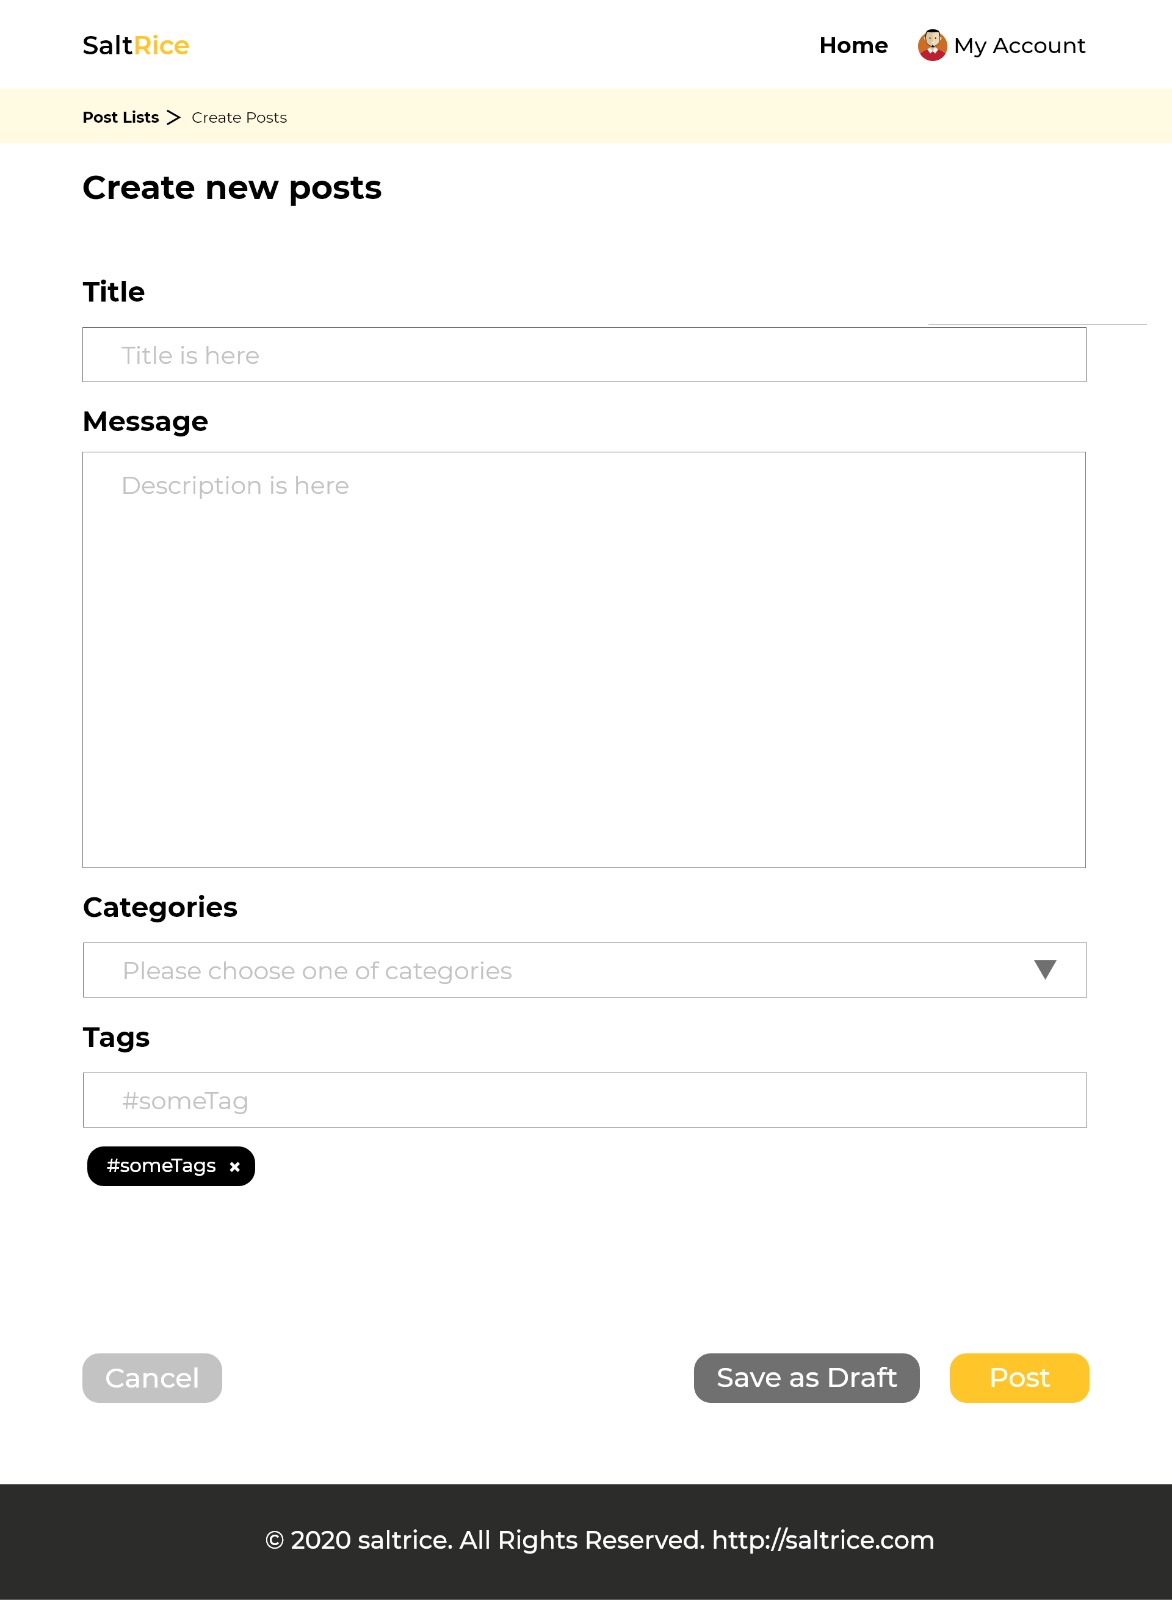 SaltRice
Home My Account
Post Lists > Create Posts
Create new posts
Title
Title is here
Message
Description is here
Categories
Please choose one of categories
Tags
#someTag
#someTags ×
Cancel
Save as Draft
Post
© 2020 saltrice. All Rights Reserved. http://saltrice.com